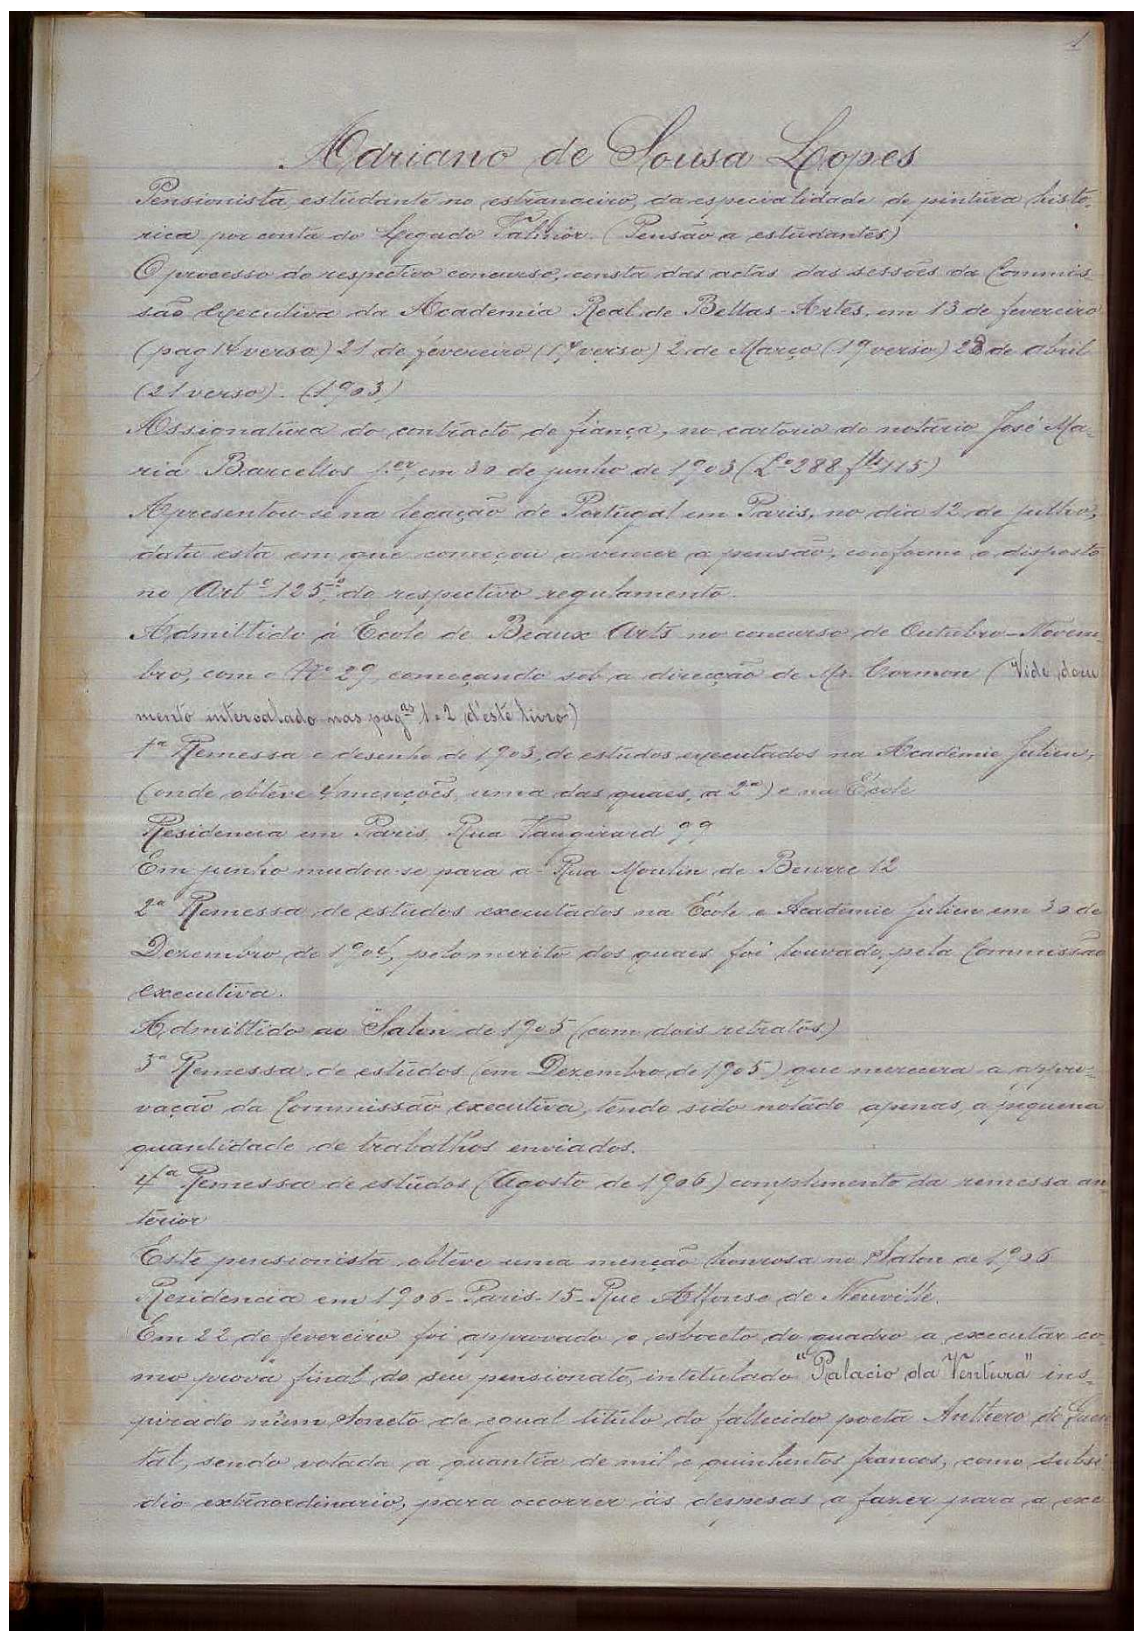 1
Adriano de Sousa Lopes
Pensionista estudante no estrangeiro, da especialidade de pintura histo-
rica por conta do Legado Valmôr. (Pensão a estudantes)
O processo do respectivo concurso, consta das actas das sessões da Commis-
são Executiva da Academia Real de Bellas-Artes, em 13 de fevereiro
(pag 14 verso) 21 de fevereiro (17 verso) 2 de Março (19 verso) 28 de abril
(21 verso). (1903)
Assignatura do contracto de fiança, no cartorio do notario José Ma-
ria Barcellos j.or, em 30 de junho de 1903 (L.o 288 fls 115)
Apresentou-se na legação de Portugal em Paris, no dia 12 de Julho,
data esta em que começou a vencer a pensão, conforme o disposto
no Art.o 125.o do respectivo regulamento.
Admittido á Ecole de Beaux Arts no concurso de Outubro-Novem-
bro, com o No 29 começando sob a direcção de Mr. Cormon (Vide docu
mento intercalado nas pag.as 1 e 2 d'este livro)
1a Remessa e desenho de 1903, de estudos executados na Academie Julien,
(onde obteve 4 menções, uma das quaes, a 2a) e na École
Residencia em Paris, Rua Vaugirard 99
Em junho mudou-se para a Rua Moulin de Beurre 12
2a Remessa de estudos executados na École e Academie Julien em 30 de
Dezembro de 1904, pelo merito dos quaes foi louvado, pela Commissão
executiva.
Admittido ao "Salon de 1905 (com dois retratos)
3a Remessa, de estudos (em Dezembro de 1905) que merecera a appro-
vação da Commissão executiva, tendo sido notado apenas, a pequena
quantidade de trabalhos enviados.
4a Remessa de estudos (Agosto de 1906) complemento da remessa an
terior
Este pensionista obteve uma menção honrosa no Salon de 1906
Residencia em 1906 - Paris - 15 - Rue Alfonse de Neuville.
Em 22 de fevereiro foi approvado o esboceto do quadro a executar co-
mo prova final do seu pensionato, intitulado "Palacio da Ventura" ins-
pirado n'um Soneto de egual titulo do fallecido poeta Anthero do Quen
tal, sendo votada a quantia de mil e quinhentos francos, como subsi
dio extraordinario, para occorrer ás despesas a fazer para a exe